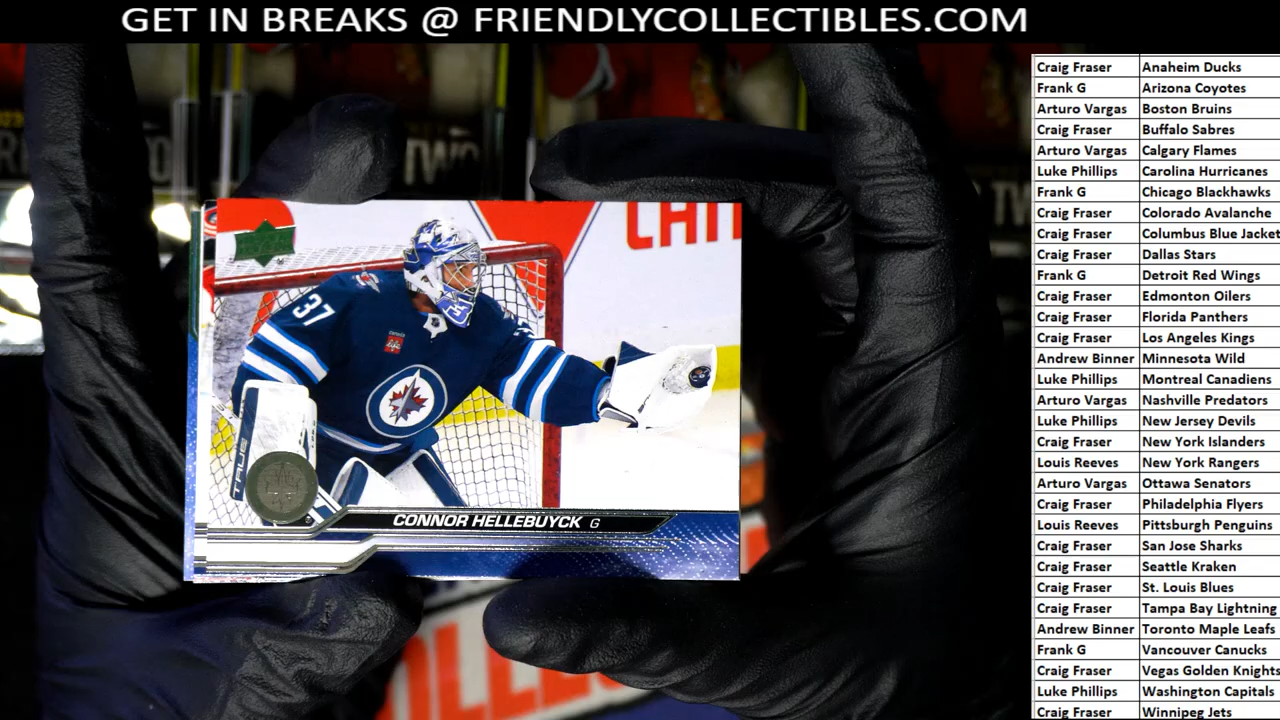 GET IN BREAKS @ FRIENDLYCOLLECTIBLES.COM
Craig Fraser Anaheim Ducks
Frank G Arizona Coyotes
Arturo Vargas Boston Bruins
Craig Fraser Buffalo Sabres
Arturo Vargas Calgary Flames
Luke Phillips Carolina Hurricanes
Frank G Chicago Blackhawks
Craig Fraser Colorado Avalanche
Craig Fraser Columbus Blue Jacket
Craig Fraser Dallas Stars
Frank G Detroit Red Wings
Craig Fraser Edmonton Oilers
Craig Fraser Florida Panthers
Craig Fraser Los Angeles Kings
Andrew Binner Minnesota Wild
Luke Phillips Montreal Canadiens
Arturo Vargas Nashville Predators
Luke Phillips New Jersey Devils
Craig Fraser New York Islanders
Louis Reeves New York Rangers
Arturo Vargas Ottawa Senators
Craig Fraser Philadelphia Flyers
Louis Reeves Pittsburgh Penguins
Craig Fraser San Jose Sharks
Craig Fraser Seattle Kraken
Craig Fraser St. Louis Blues
Craig Fraser Tampa Bay Lightning
Andrew Binner Toronto Maple Leafs
Frank G Vancouver Canucks
Craig Fraser Vegas Golden Knights
Luke Phillips Washington Capitals
Craig Fraser Winnipeg Jets
37
TRUE
CONNOR HELLEBUYCK G
TWO